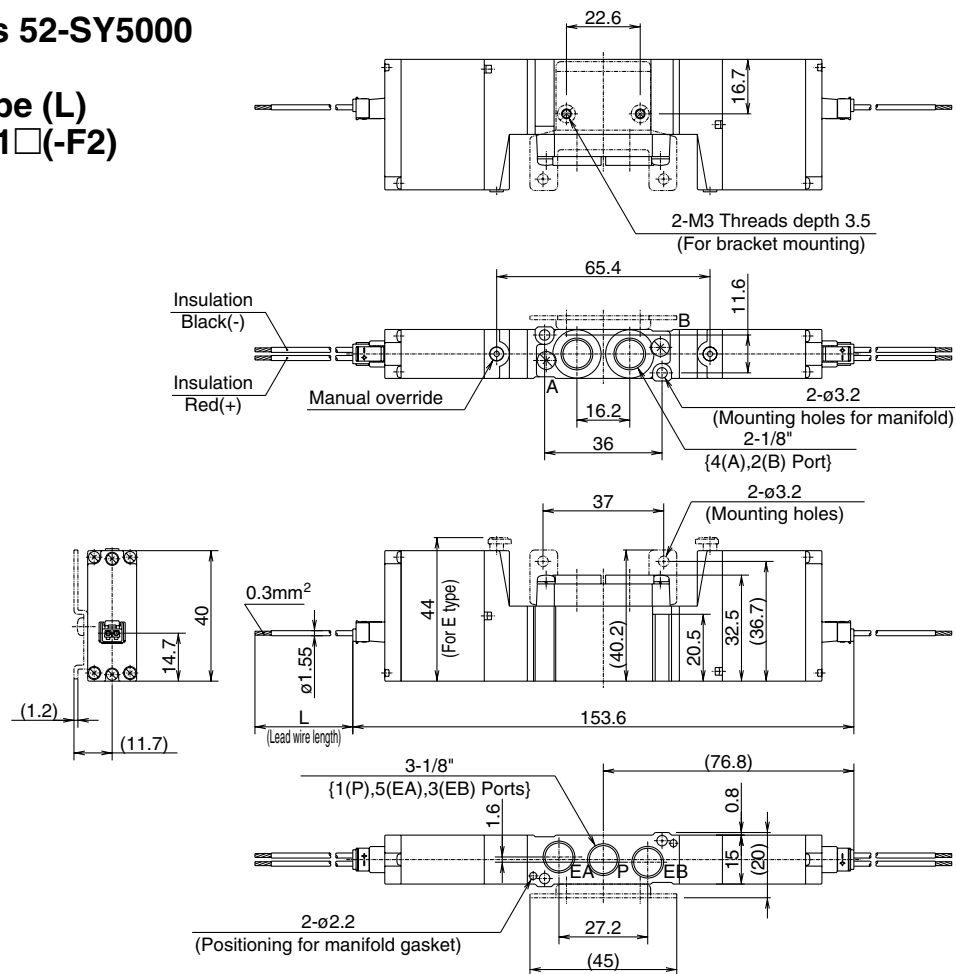 s 52-SY5000
pe (L)
1□(-F2)
22.6
16.7
2-M3 Threads depth 3.5
(For bracket mounting)
65.4
11.6
Insulation
Black(-)
Insulation
Red(+)
B
A
Manual override
16.2
36
2-ø3.2
(Mounting holes for manifold)
2-1/8"
{4(A),2(B) Port}
37
2-ø3.2
(Mounting holes)
0.3mm²
40
14.7
ø1.55
44
(For E type)
(40.2)
20.5
32.5
(36.7)
(1.2)
(11.7)
L
(Lead wire length)
153.6
3-1/8"
{1(P),5(EA),3(EB) Ports}
(76.8)
1.6
0.8
15
(20)
EA
P
EB
2-ø2.2
(Positioning for manifold gasket)
27.2
(45)